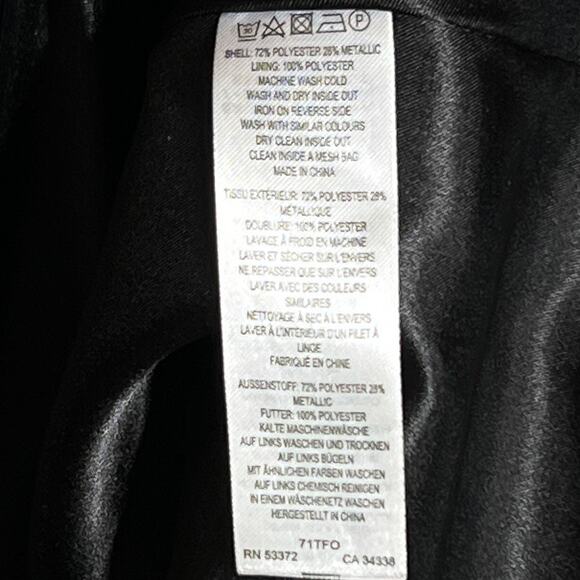 30 P
SHELL: 72% POLYESTER 28% METALLIC
LINING: 100% POLYESTER
MACHINE WASH COLD
WASH AND DRY INSIDE OUT
IRON ON REVERSE SIDE
WASH WITH SIMILAR COLOURS
DRY CLEAN INSIDE OUT
CLEAN INSIDE A MESH BAG
MADE IN CHINA
TISSU EXTÉRIEUR: 72% POLYESTER 28%
MÉTALLIQUE
DOUBLURE: 100% POLYESTER
LAVAGE À FROID EN MACHINE
LAVER ET SÉCHER SUR L'ENVERS
NE REPASSER QUE SUR L'ENVERS
LAVER AVEC DES COULEURS
SIMILAIRES
NETTOYAGE À SEC À L'ENVERS
LAVER À L'INTÉRIEUR D'UN FILET À
LINGE
FABRIQUÉ EN CHINE
AUSSENSTOFF: 72% POLYESTER 28%
METALLIC
FUTTER: 100% POLYESTER
KALTE MASCHINENWÄSCHE
AUF LINKS WASCHEN UND TROCKNEN
AUF LINKS BÜGELN
MIT ÄHNLICHEN FARBEN WASCHEN
AUF LINKS CHEMISCH REINIGEN
IN EINEM WÄSCHENETZ WASCHEN
HERGESTELLT IN CHINA
71TFO
RN 53372 CA 34338